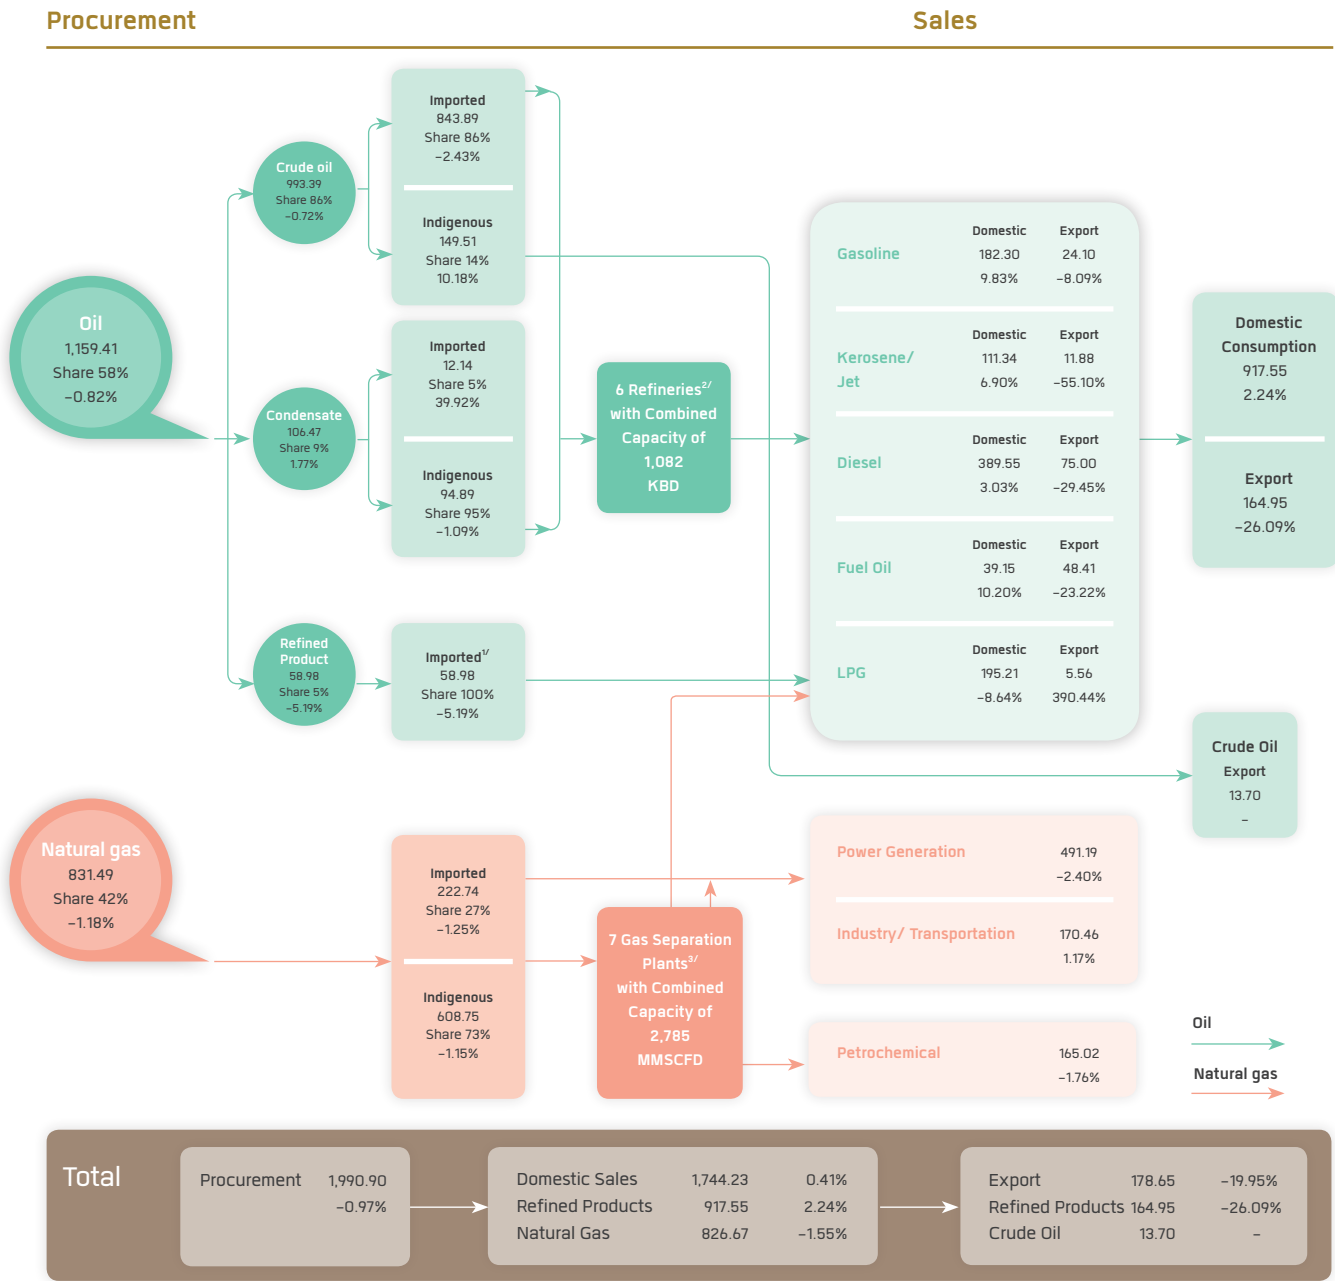 Procurement
Sales
Oil
1,159.41
Share 58%
-0.82%
Crude oil
993.39
Share 86%
-0.72%
Imported
843.89
Share 86%
-2.43%
Indigenous
149.51
Share 14%
10.18%
Condensate
106.47
Share 9%
1.77%
Imported
12.14
Share 5%
39.92%
Indigenous
94.89
Share 95%
-1.09%
Refined
Product
58.98
Share 5%
-5.19%
Imported1/
58.98
Share 100%
-5.19%
6 Refineries2/
with Combined
Capacity of
1,082
KBD
Domestic Export
Gasoline 182.30 24.10
9.83% -8.09%
Domestic Export
Kerosene/ 111.34 11.88
Jet 6.90% -55.10%
Domestic Export
Diesel 389.55 75.00
3.03% -29.45%
Domestic Export
Fuel Oil 39.15 48.41
10.20% -23.22%
Domestic Export
LPG 195.21 5.56
-8.64% 390.44%
Domestic
Consumption
917.55
2.24%
Export
164.95
-26.09%
Crude Oil
Export
13.70
-
Natural gas
831.49
Share 42%
-1.18%
Imported
222.74
Share 27%
-1.25%
Indigenous
608.75
Share 73%
-1.15%
7 Gas Separation
Plants3/
with Combined
Capacity of
2,785
MMSCFD
Power Generation 491.19
-2.40%
Industry/ Transportation 170.46
1.17%
Petrochemical 165.02
-1.76%
Oil
Natural gas
Total
Procurement 1,990.90
-0.97%
Domestic Sales 1,744.23 0.41%
Refined Products 917.55 2.24%
Natural Gas 826.67 -1.55%
Export 178.65 -19.95%
Refined Products 164.95 -26.09%
Crude Oil 13.70 -